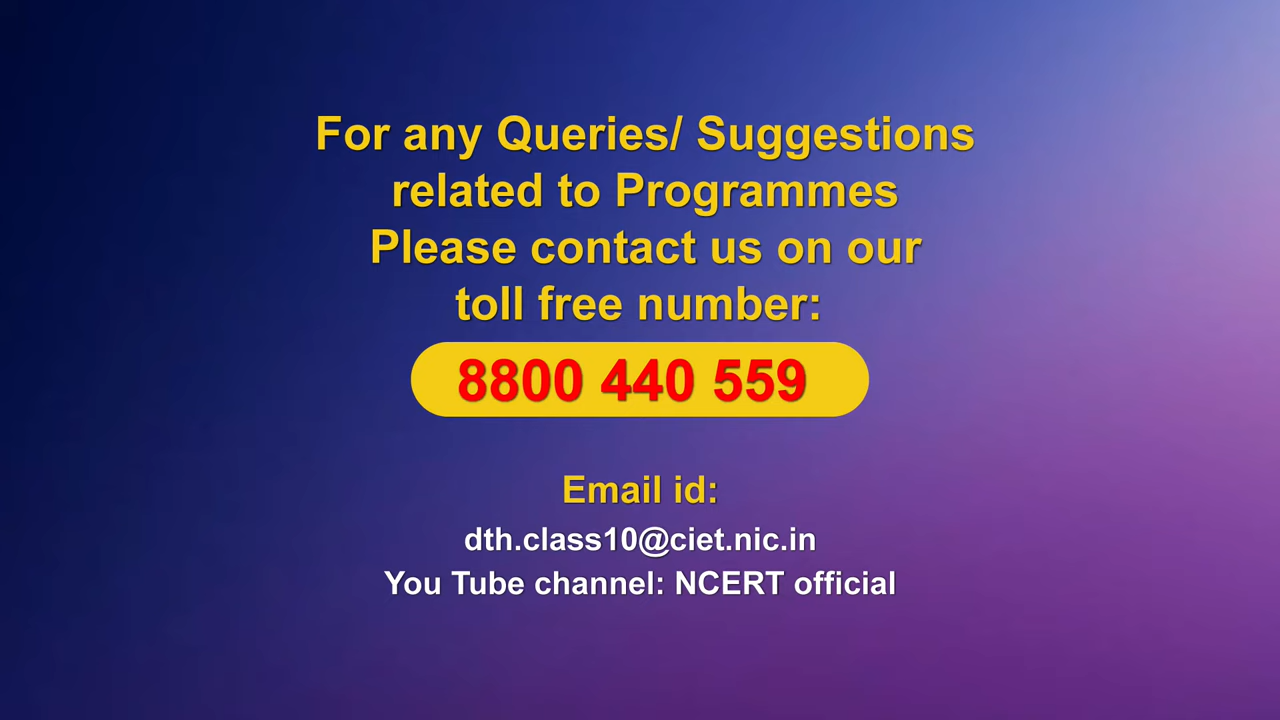 For any Queries/ Suggestions
related to Programmes
Please contact us on our
toll free number:
8800 440 559
Email id:
dth.class10@ciet.nic.in
You Tube channel: NCERT official